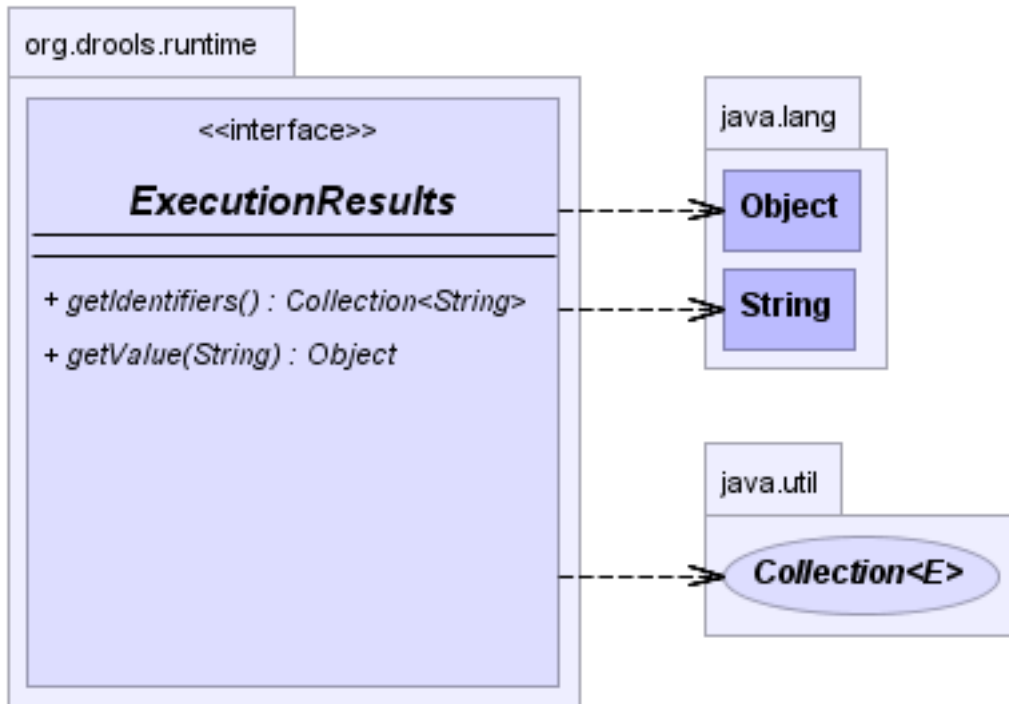 org.drools.runtime
<<interface>>
ExecutionResults
+ getIdentifiers() : Collection<String>
+ getValue(String) : Object
java.lang
Object
String
java.util
Collection<E>